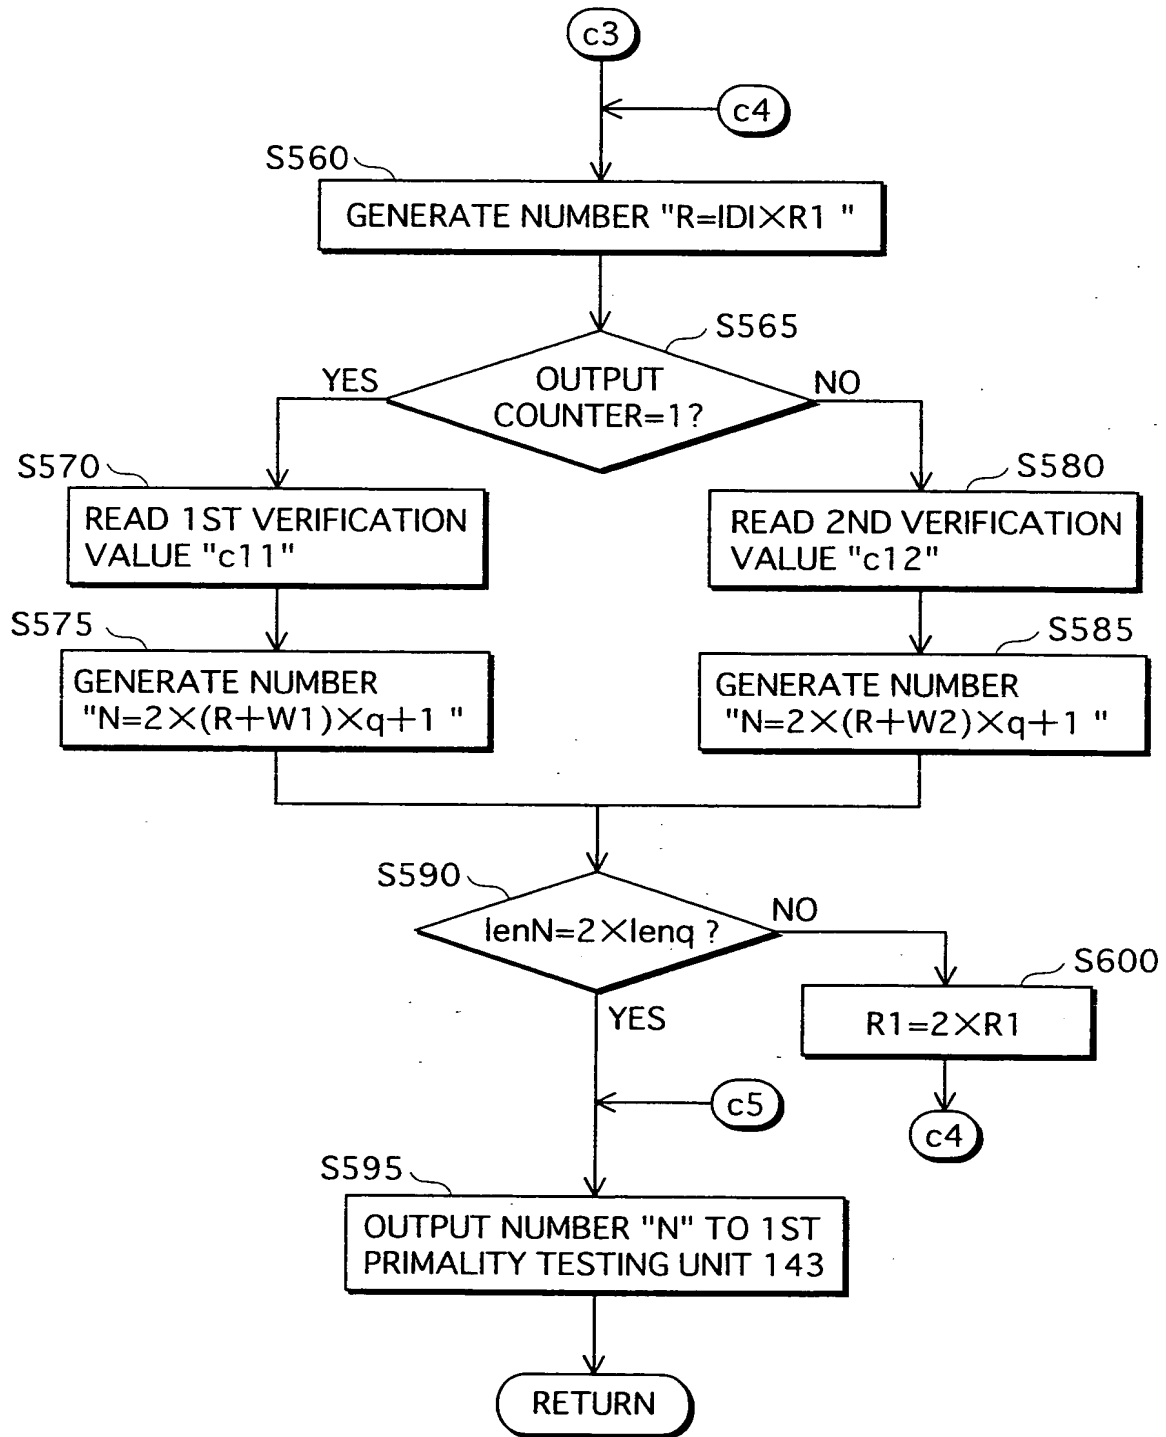 c3
c4
S560
GENERATE NUMBER "R=IDI×R1 "
S565
OUTPUT
COUNTER=1?
YES
NO
S570
READ 1ST VERIFICATION
VALUE "c11"
S580
READ 2ND VERIFICATION
VALUE "c12"
S575
GENERATE NUMBER
"N=2×(R+W1)×q+1 "
S585
GENERATE NUMBER
"N=2×(R+W2)×q+1 "
S590
lenN=2×lenq ?
NO
YES
S600
R1=2×R1
c5
c4
S595
OUTPUT NUMBER "N" TO 1ST
PRIMALITY TESTING UNIT 143
RETURN